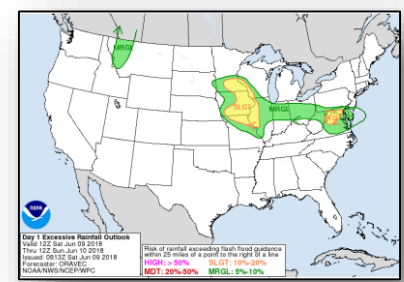 MRGL
SLGT
MRGL
NOAA
Day 1 Excessive Rainfall Outlook
Valid 12Z Sat Jun 09 2018
Thru 12Z Sun Jun 10 2018
Issued: 0813Z Sat Jun 09 2018
Forecaster: ORAVEC
NOAA/NWS/NCEP/WPC
Risk of rainfall exceeding flash flood guidance
within 25 miles of a point to the right of a line
HIGH: > 50% SLGT: 10%-20%
MDT: 20%-50% MRGL: 5%-10%